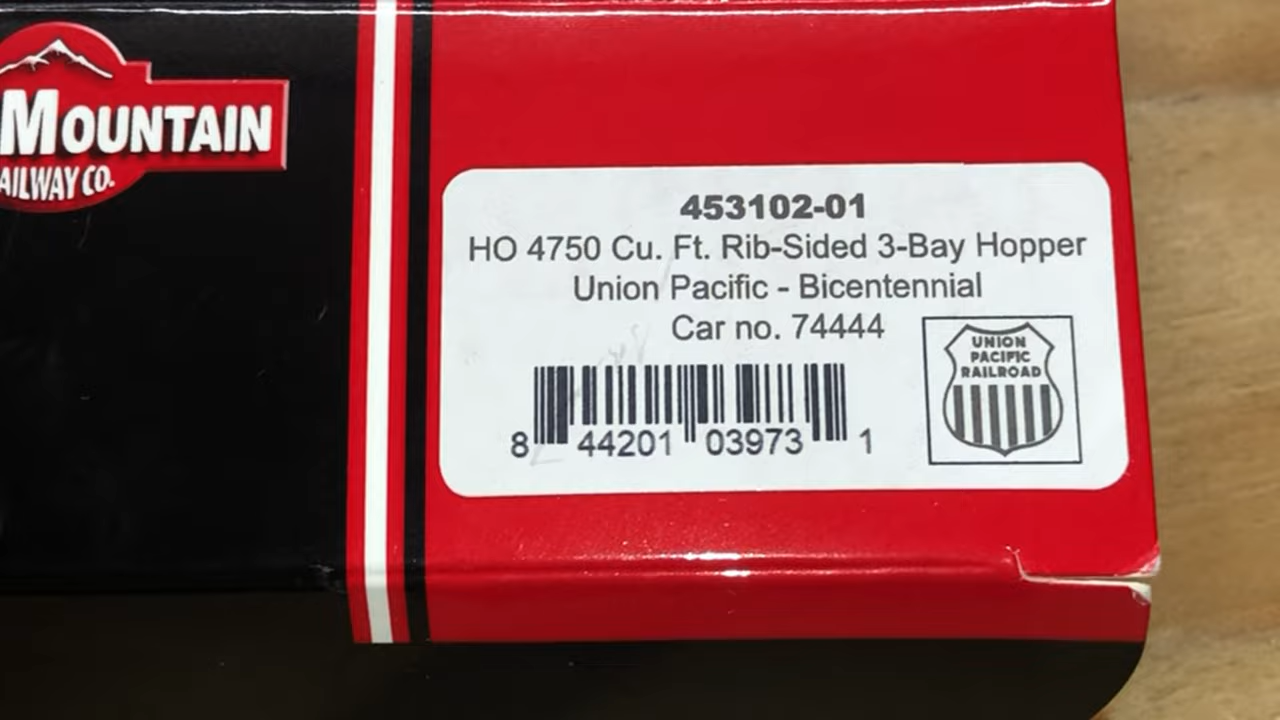 MOUNTAIN
AILWAY CO.
453102-01
HO 4750 Cu. Ft. Rib-Sided 3-Bay Hopper
Union Pacific - Bicentennial
Car no. 74444
UNION
PACIFIC
RAILROAD
8 44201 03973 1